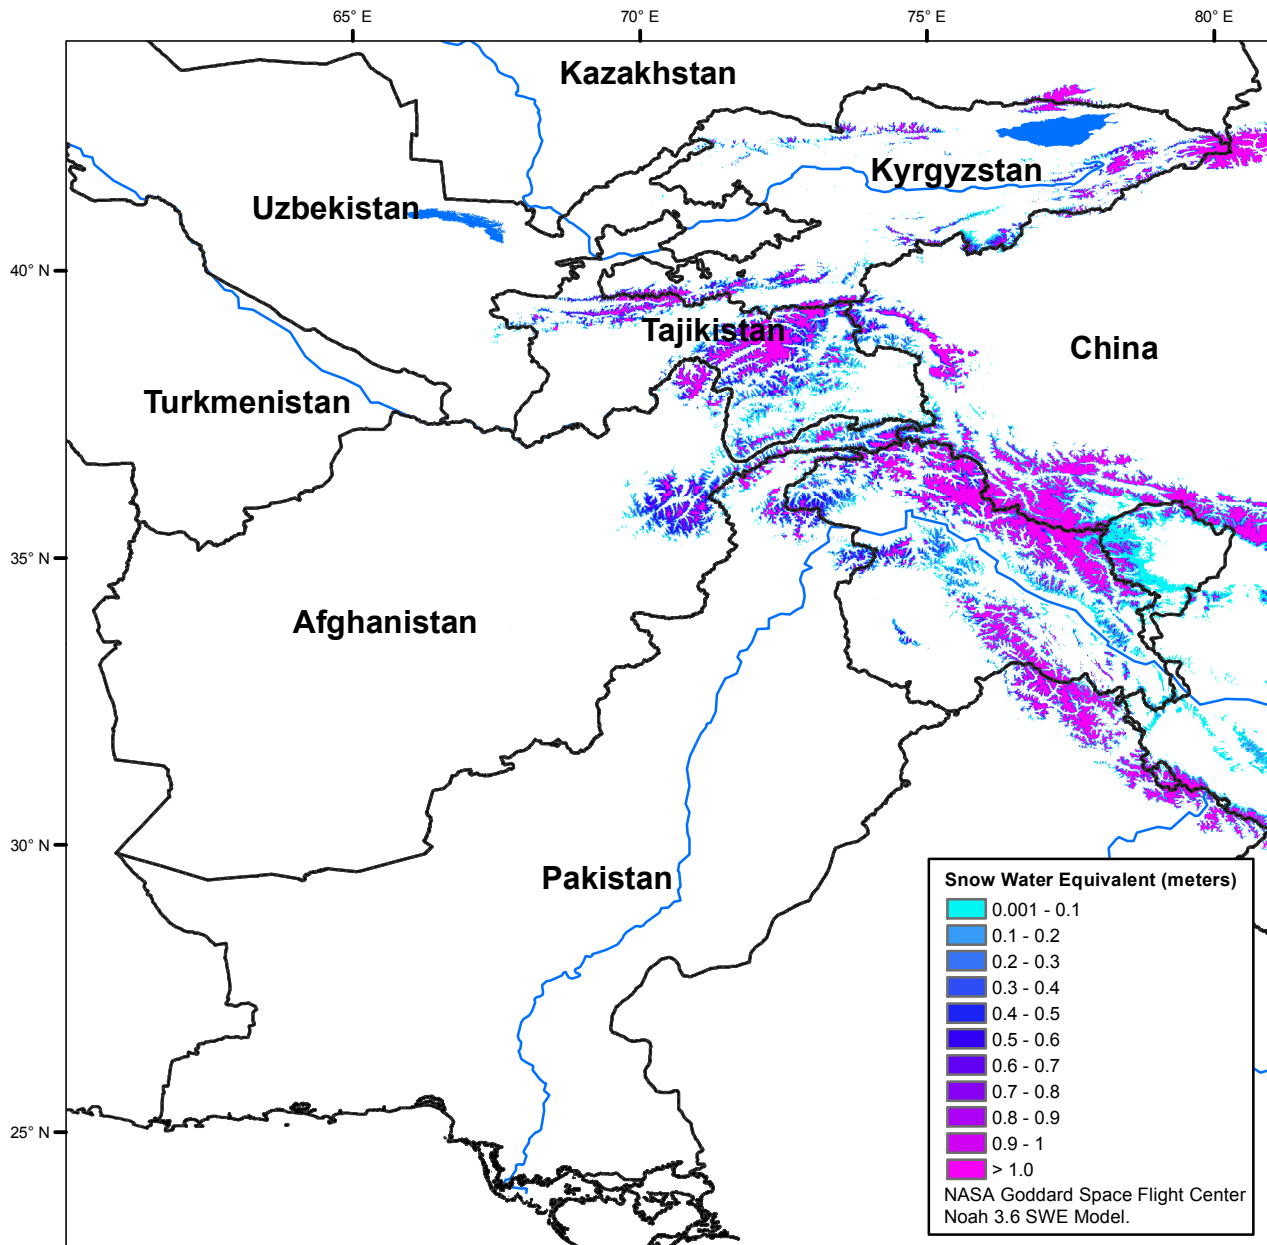 65° E
70° E
75° E
80° E
Kazakhstan
Kyrgyzstan
Uzbekistan
40° N
Tajikistan
China
Turkmenistan
35° N
Afghanistan
30° N
Pakistan
Snow Water Equivalent (meters)
0.001 - 0.1
0.1 - 0.2
0.2 - 0.3
0.3 - 0.4
0.4 - 0.5
0.5 - 0.6
0.6 - 0.7
0.7 - 0.8
0.8 - 0.9
0.9 - 1
> 1.0
25° N
NASA Goddard Space Flight Center
Noah 3.6 SWE Model.